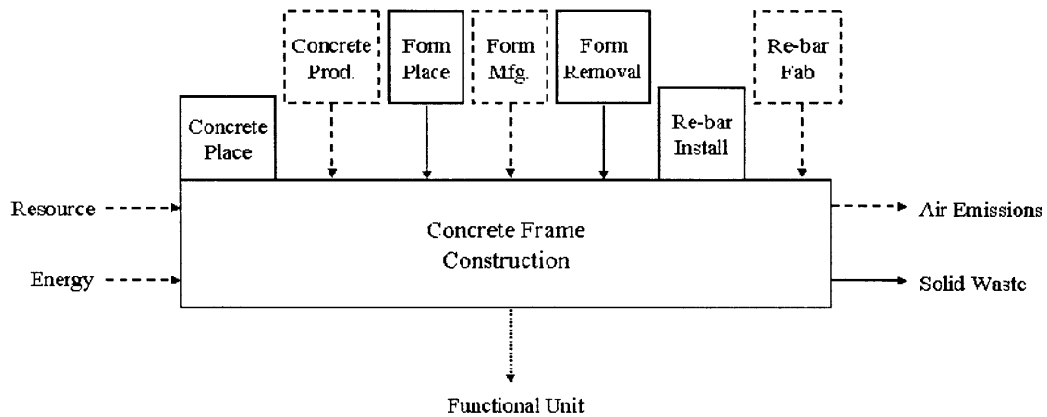 Concrete
Prod.
Form
Place
Form
Mfg.
Form
Removal
Re-bar
Fab
Concrete
Place
Re-bar
Install
Resource
Energy
Concrete Frame
Construction
Air Emissions
Solid Waste
Functional Unit